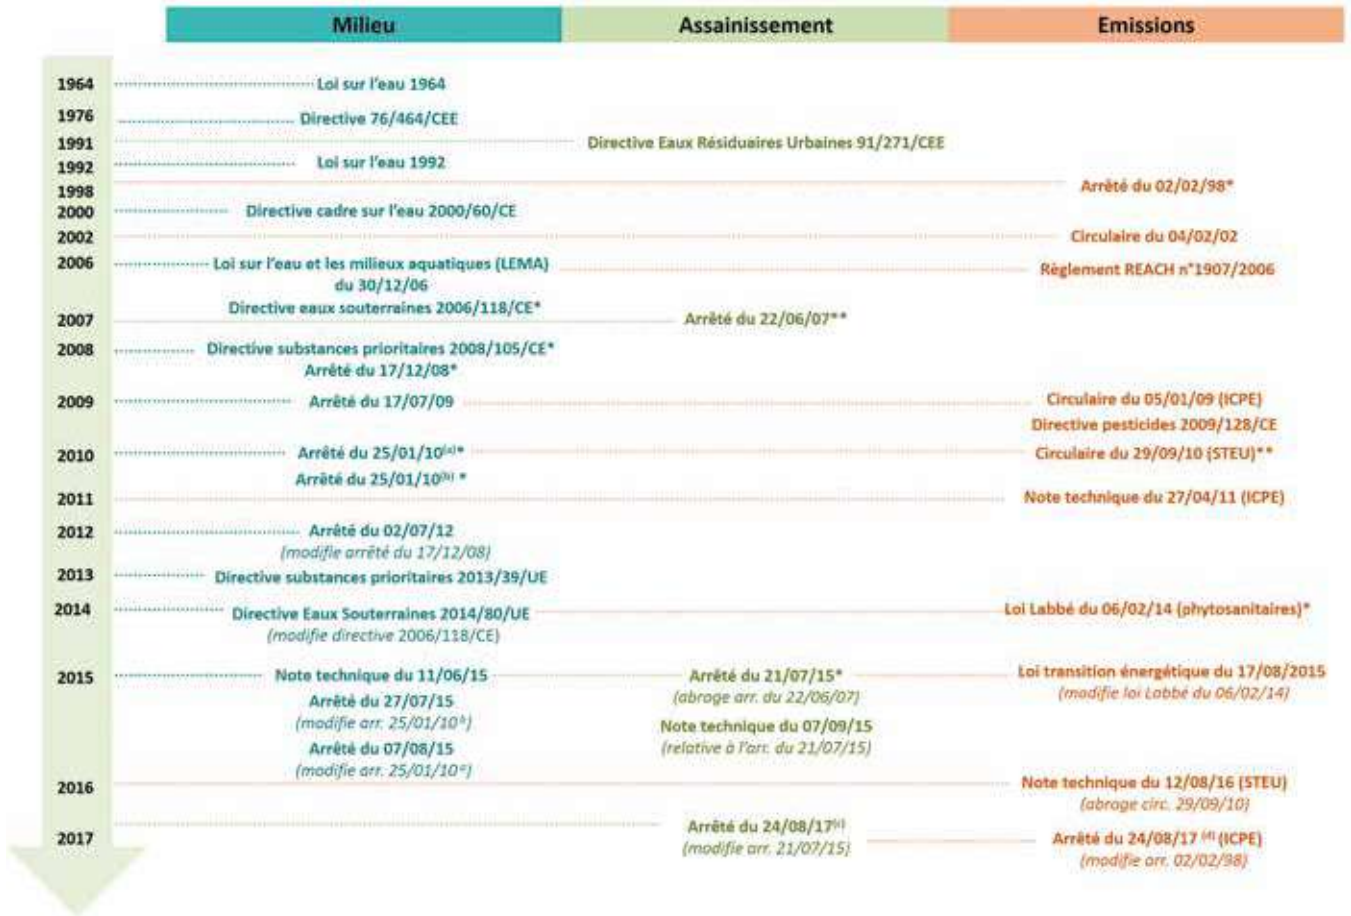 Milieu Assainissement Emissions
1964 Loi sur l'eau 1964
1976 Directive 76/464/CEE
1991 Directive Eaux Résiduaires Urbaines 91/271/CEE
1992 Loi sur l'eau 1992
1998 Arrêté du 02/02/98*
2000 Directive cadre sur l'eau 2000/60/CE
2002 Circulaire du 04/02/02
2006 Loi sur l'eau et les milieux aquatiques (LEMA) Règlement REACH n°1907/2006
du 30/12/06
Directive eaux souterraines 2006/118/CE*
2007 Arrêté du 22/06/07**
2008 Directive substances prioritaires 2008/105/CE*
Arrêté du 17/12/08*
2009 Arrêté du 17/07/09 Circulaire du 05/01/09 (ICPE)
Directive pesticides 2009/128/CE
2010 Arrêté du 25/01/10(a)* Circulaire du 29/09/10 (STEU)**
Arrêté du 25/01/10(b) *
2011 Note technique du 27/04/11 (ICPE)
2012 Arrêté du 02/07/12
(modifie arrêté du 17/12/08)
2013 Directive substances prioritaires 2013/39/UE
2014 Directive Eaux Souterraines 2014/80/UE Loi Labbé du 06/02/14 (phytosanitaires)*
(modifie directive 2006/118/CE)
2015 Note technique du 11/06/15 Arrêté du 21/07/15* Loi transition énergétique du 17/08/2015
(abroge arr. du 22/06/07) (modifie loi Labbé du 06/02/14)
Arrêté du 27/07/15
(modifie arr. 25/01/10b) Note technique du 07/09/15
(relative à l'arr. du 21/07/15)
Arrêté du 07/08/15
(modifie arr. 25/01/10a)
2016 Note technique du 12/08/16 (STEU)
(abroge circ. 29/09/10)
2017 Arrêté du 24/08/17(c) Arrêté du 24/08/17 (d) (ICPE)
(modifie arr. 21/07/15) (modifie arr. 02/02/98)